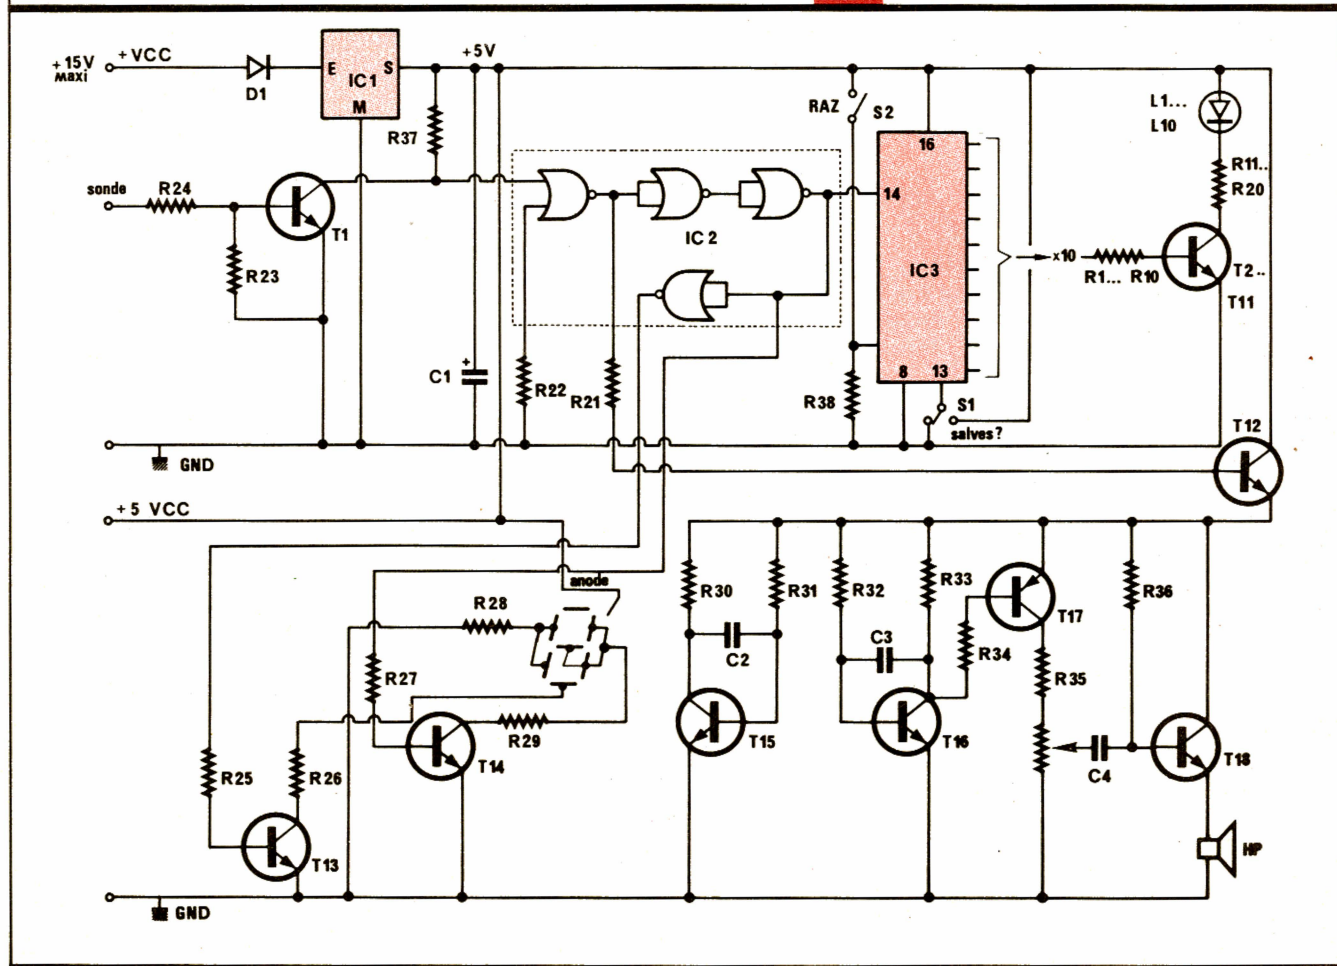 +15V
maxi
+VCC
D1
E
S
IC1
M
+5V
R37
RAZ
S2
16
L1...
L10
R11..
R20
sonde
R24
T1
R23
IC 2
14
IC3
x10
R1... R10
T2..
T11
C1
+
R22
R21
R38
8
13
S1
salves ?
GND
T12
+ 5 VCC
anode
R28
R27
R29
R25
R26
T14
T13
R30
R31
C2
T15
R32
R33
C3
T16
R34
T17
R35
R36
C4
T18
HP
GND